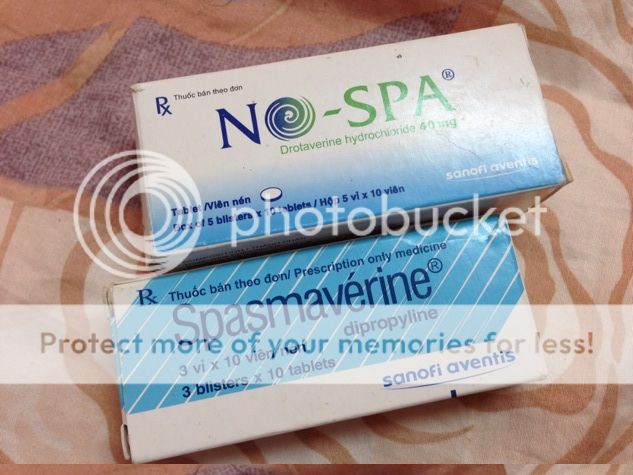 Rx Thuốc bán theo đơn
NO-SPA®
Drotaverine hydrochloride 40 mg
sanofi aventis
Tablet/Viên nén
Box of 5 blisters x 10 tablets / Hộp 5 vỉ x 10 viên
photobucket
Rx Thuốc bán theo đơn/ Prescription only medicine
Spasmavérine®
dipropyline
Protect more of your memories for less!
3 vỉ x 10 viên nén
3 blisters x 10 tablets
sanofi aventis